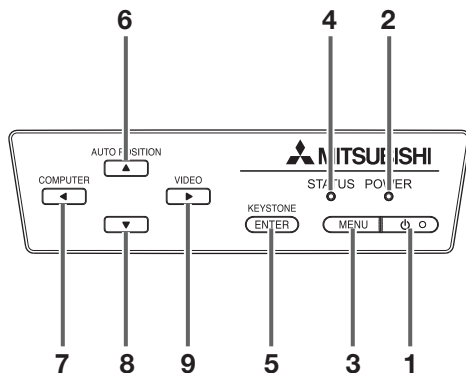 6 4 2
AUTO POSITION
MITSUBISHI
COMPUTER VIDEO STATUS POWER
KEYSTONE
ENTER MENU
7 8 9 5 3 1